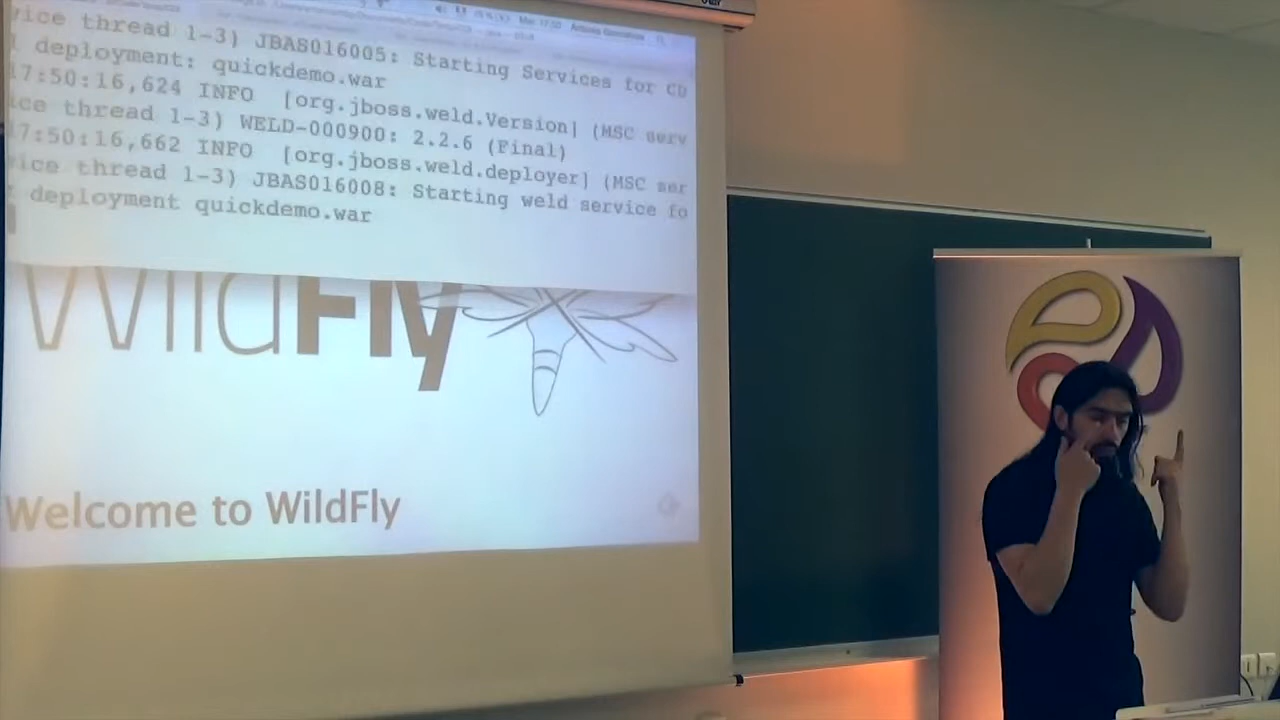 vice thread 1-3) JBAS016005: Starting Services for CD
deployment: quickdemo.war
17:50:16,624 INFO [org.jboss.weld.Version] (MSC serv
ice thread 1-3) WELD-000900: 2.2.6 (Final)
17:50:16,662 INFO [org.jboss.weld.deployer] (MSC ser
vice thread 1-3) JBAS016008: Starting weld service fo
deployment quickdemo.war
WildFly
Welcome to WildFly